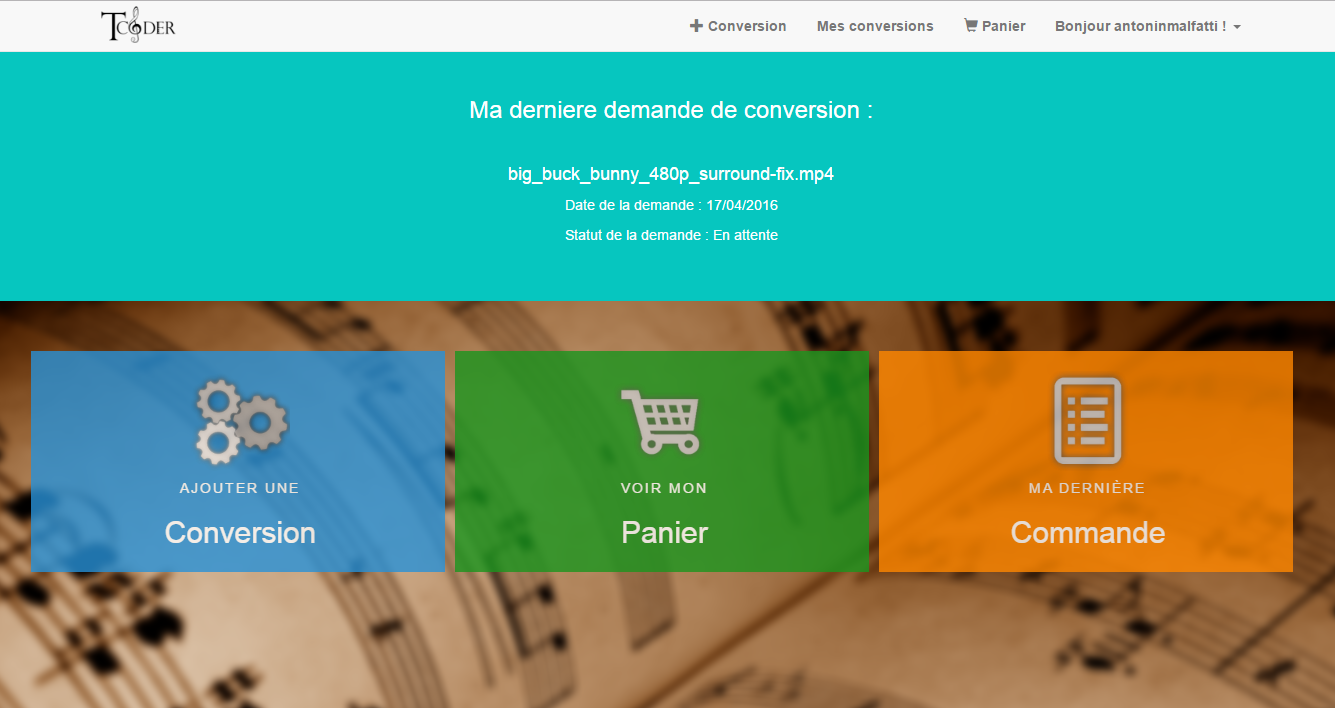 TCODER
Conversion
Mes conversions
Panier
Bonjour antoninmalfatti !
Ma derniere demande de conversion :
big_buck_bunny_480p_surround-fix.mp4
Date de la demande : 17/04/2016
Statut de la demande : En attente
AJOUTER UNE
Conversion
VOIR MON
Panier
MA DERNIÈRE
Commande